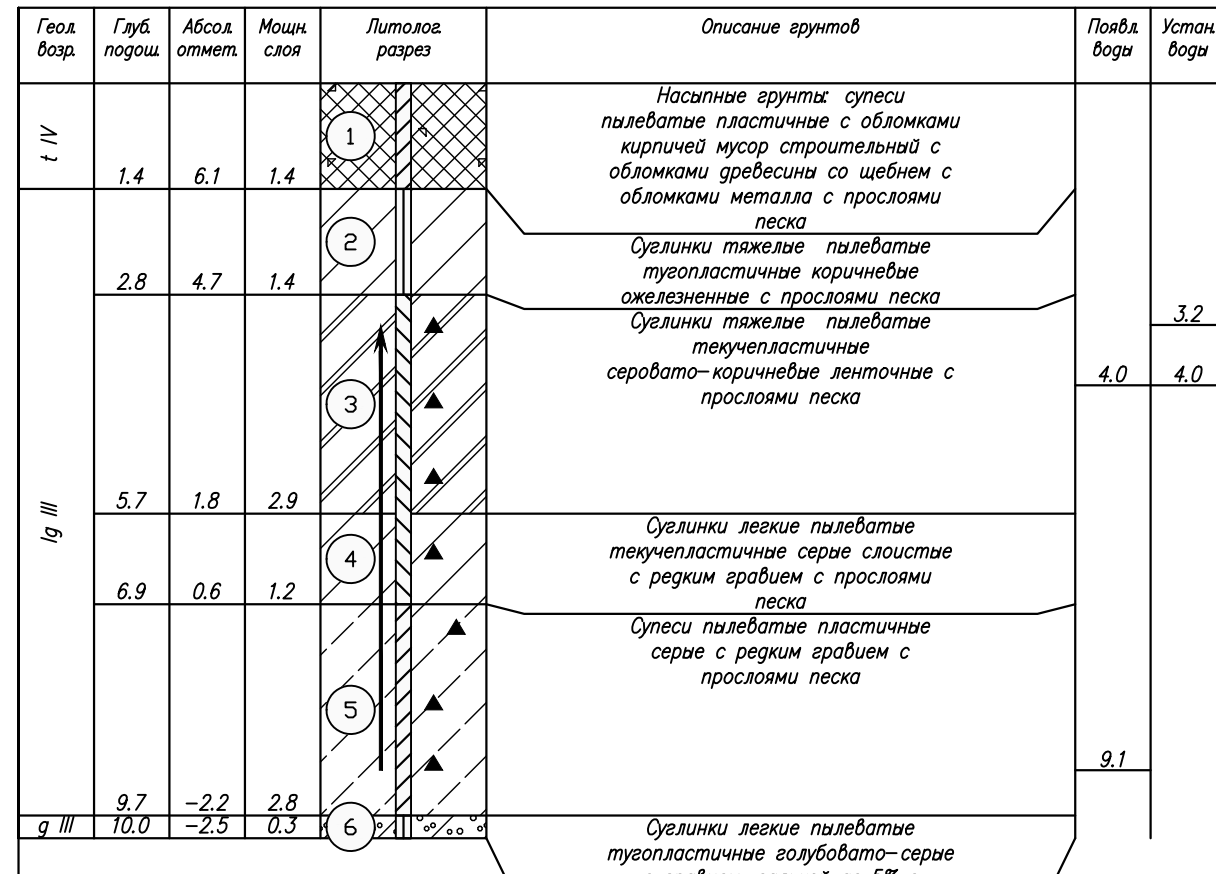 Геол. возр.
Глуб. подош.
Абсол. отмет.
Мощн. слоя
Литолог. разрез
Описание грунтов
Появл. воды
Устан. воды
t IV
1.4 6.1 1.4
1
Насыпные грунты: супеси
пылеватые пластичные с обломками
кирпичей мусор строительный с
обломками древесины со щебнем с
обломками металла с прослоями
песка
2.8 4.7 1.4
2
Суглинки тяжелые пылеватые
тугопластичные коричневые
ожелезненные с прослоями песка
lg III
5.7 1.8 2.9
3
Суглинки тяжелые пылеватые
текучепластичные
серовато-коричневые ленточные с
прослоями песка
3.2
4.0 4.0
6.9 0.6 1.2
4
Суглинки легкие пылеватые
текучепластичные серые слоистые
с редким гравием с прослоями
песка
9.7 -2.2 2.8
5
Супеси пылеватые пластичные
серые с редким гравием с
прослоями песка
9.1
g III 10.0 -2.5 0.3
6
Суглинки легкие пылеватые
тугопластичные голубовато-серые